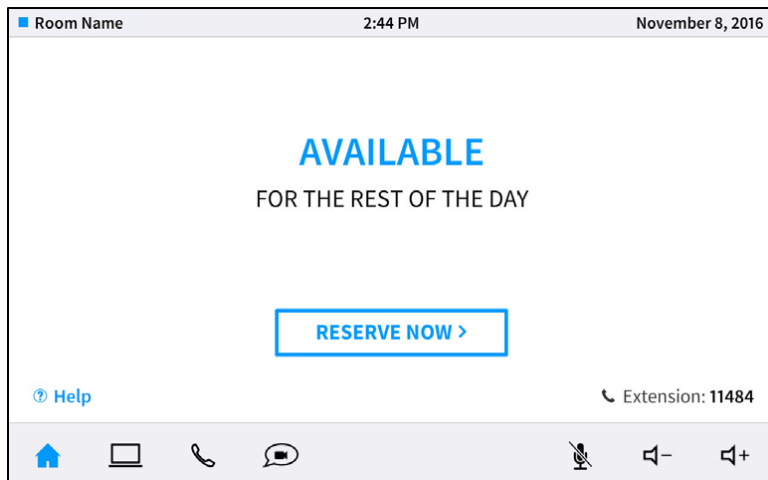 Room Name 2:44 PM November 8, 2016
AVAILABLE
FOR THE REST OF THE DAY
RESERVE NOW >
? Help Extension: 11484